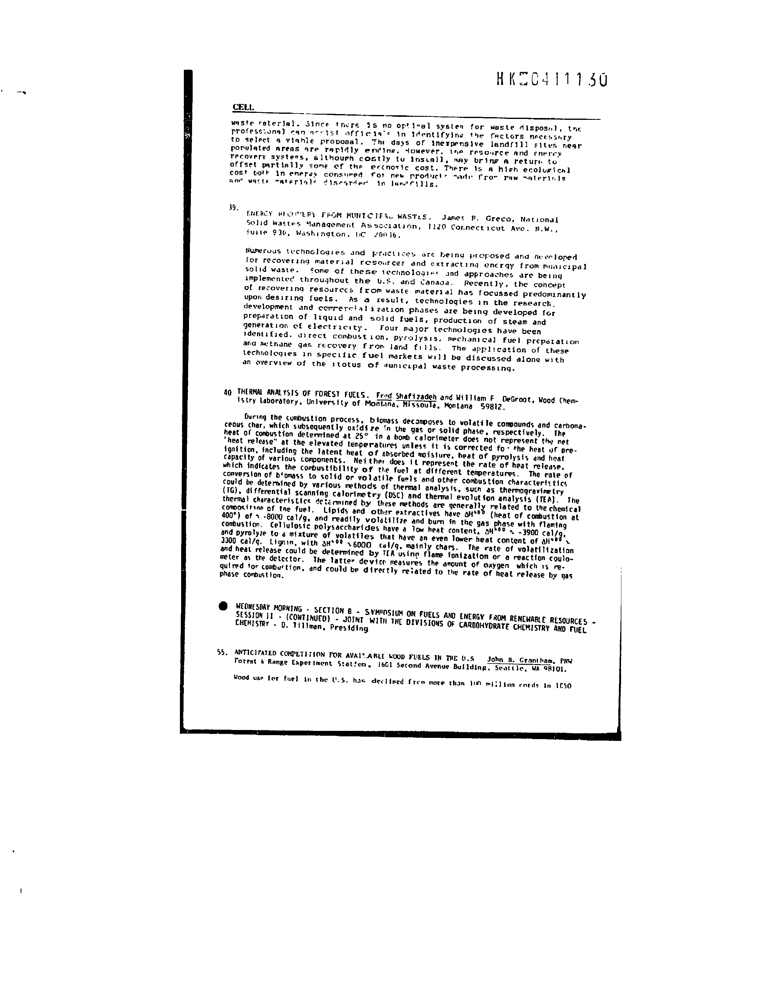 HK
0411130
CELL
waste material. Since there is no optimal system for waste disposal, the
professional can assist officials in identifying the factors necessary
to select a viable proposal. The days of inexpensive landfill sites near
populated areas are rapidly ending. However, the resource and energy
recovery systems, although costly to install, may bring a return to
offset partially some of the economic cost. There is a high ecological
cost both in energy consumed for new products made from raw materials
and waste materials discarded in landfills.
39.
ENERGY RECOVERY FROM MUNICIPAL WASTES. James R. Greco, National
Solid Wastes Management Association, 1120 Connecticut Ave. N.W.,
Suite 930, Washington, DC 20036.
Numerous technologies and practices are being proposed and developed
for recovering material resources and extracting energy from municipal
solid waste. Some of these technologies and approaches are being
implemented throughout the U.S. and Canada. Recently, the concept
of recovering resources from waste material has focussed predominantly
upon desiring fuels. As a result, technologies in the research,
development and commercialization phases are being developed for
preparation of liquid and solid fuels, production of steam and
generation of electricity. Four major technologies have been
identified, direct combustion, pyrolysis, mechanical fuel preparation
and methane gas recovery from land fills. The application of these
technologies in specific fuel markets will be discussed along with
an overview of the status of municipal waste processing.
40 THERMAL ANALYSIS OF FOREST FUELS. Fred Shafizadeh and William F. DeGroot, Wood Chem-
istry Laboratory, University of Montana, Missoula, Montana 59812.
During the combustion process, biomass decomposes to volatile compounds and carbona-
ceous char, which subsequently oxidize in the gas or solid phase, respectively. The
heat of combustion determined at 25° in a bomb calorimeter does not represent the net
"heat release" at the elevated temperatures unless it is corrected for the heat of pre-
ignition, including the latent heat of absorbed moisture, heat of pyrolysis and heat
capacity of various components. Neither does it represent the rate of heat release,
which indicates the combustibility of the fuel at different temperatures. The rate of
conversion of biomass to solid or volatile fuels and other combustion characteristics
could be determined by various methods of thermal analysis, such as thermogravimetry
(TG), differential scanning calorimetry (DSC) and thermal evolution analysis (TEA). The
thermal characteristics determined by these methods are generally related to the chemical
composition of the fuel. Lipids and other extractives have ΔH⁴⁰⁰ (heat of combustion at
400°) of ~ -8000 cal/g, and readily volatilize and burn in the gas phase with flaming
combustion. Cellulosic polysaccharides have a low heat content, ΔH⁴⁰⁰ ~ -3900 cal/g,
and pyrolyze to a mixture of volatiles that have an even lower heat content of ΔH⁴⁰⁰ ~
3300 cal/g. Lignin, with ΔH⁴⁰⁰ ~6000 cal/g, mainly chars. The rate of volatilization
and heat release could be determined by TEA using flame ionization or a reaction coulo-
meter as the detector. The latter device measures the amount of oxygen which is re-
quired for combustion, and could be directly related to the rate of heat release by gas
phase combustion.
WEDNESDAY MORNING - SECTION B - SYMPOSIUM ON FUELS AND ENERGY FROM RENEWABLE RESOURCES -
SESSION II - (CONTINUED) - JOINT WITH THE DIVISIONS OF CARBOHYDRATE CHEMISTRY AND FUEL
CHEMISTRY - D. Tillman, Presiding
55. ANTICIPATED COMPETITION FOR AVAILABLE WOOD FUELS IN THE U.S. John B. Grantham, PNW
Forest & Range Experiment Station, 1601 Second Avenue Building, Seattle, WA 98101.
Wood use for fuel in the U.S. has declined from more than 100 million cords in 1850